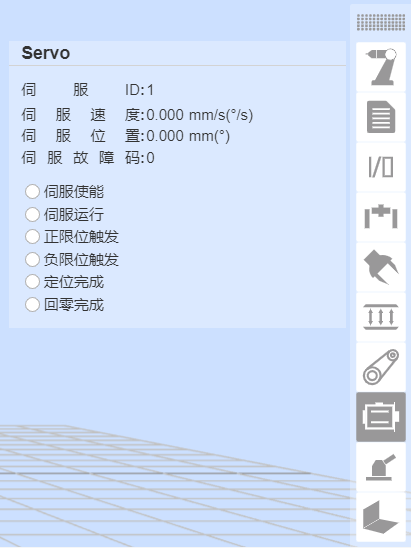 Servo
伺服ID:1
伺服速度:0.000 mm/s(°/s)
伺服位置:0.000 mm(°)
伺服故障码:0
伺服使能
伺服运行
正限位触发
负限位触发
定位完成
回零完成
I/O